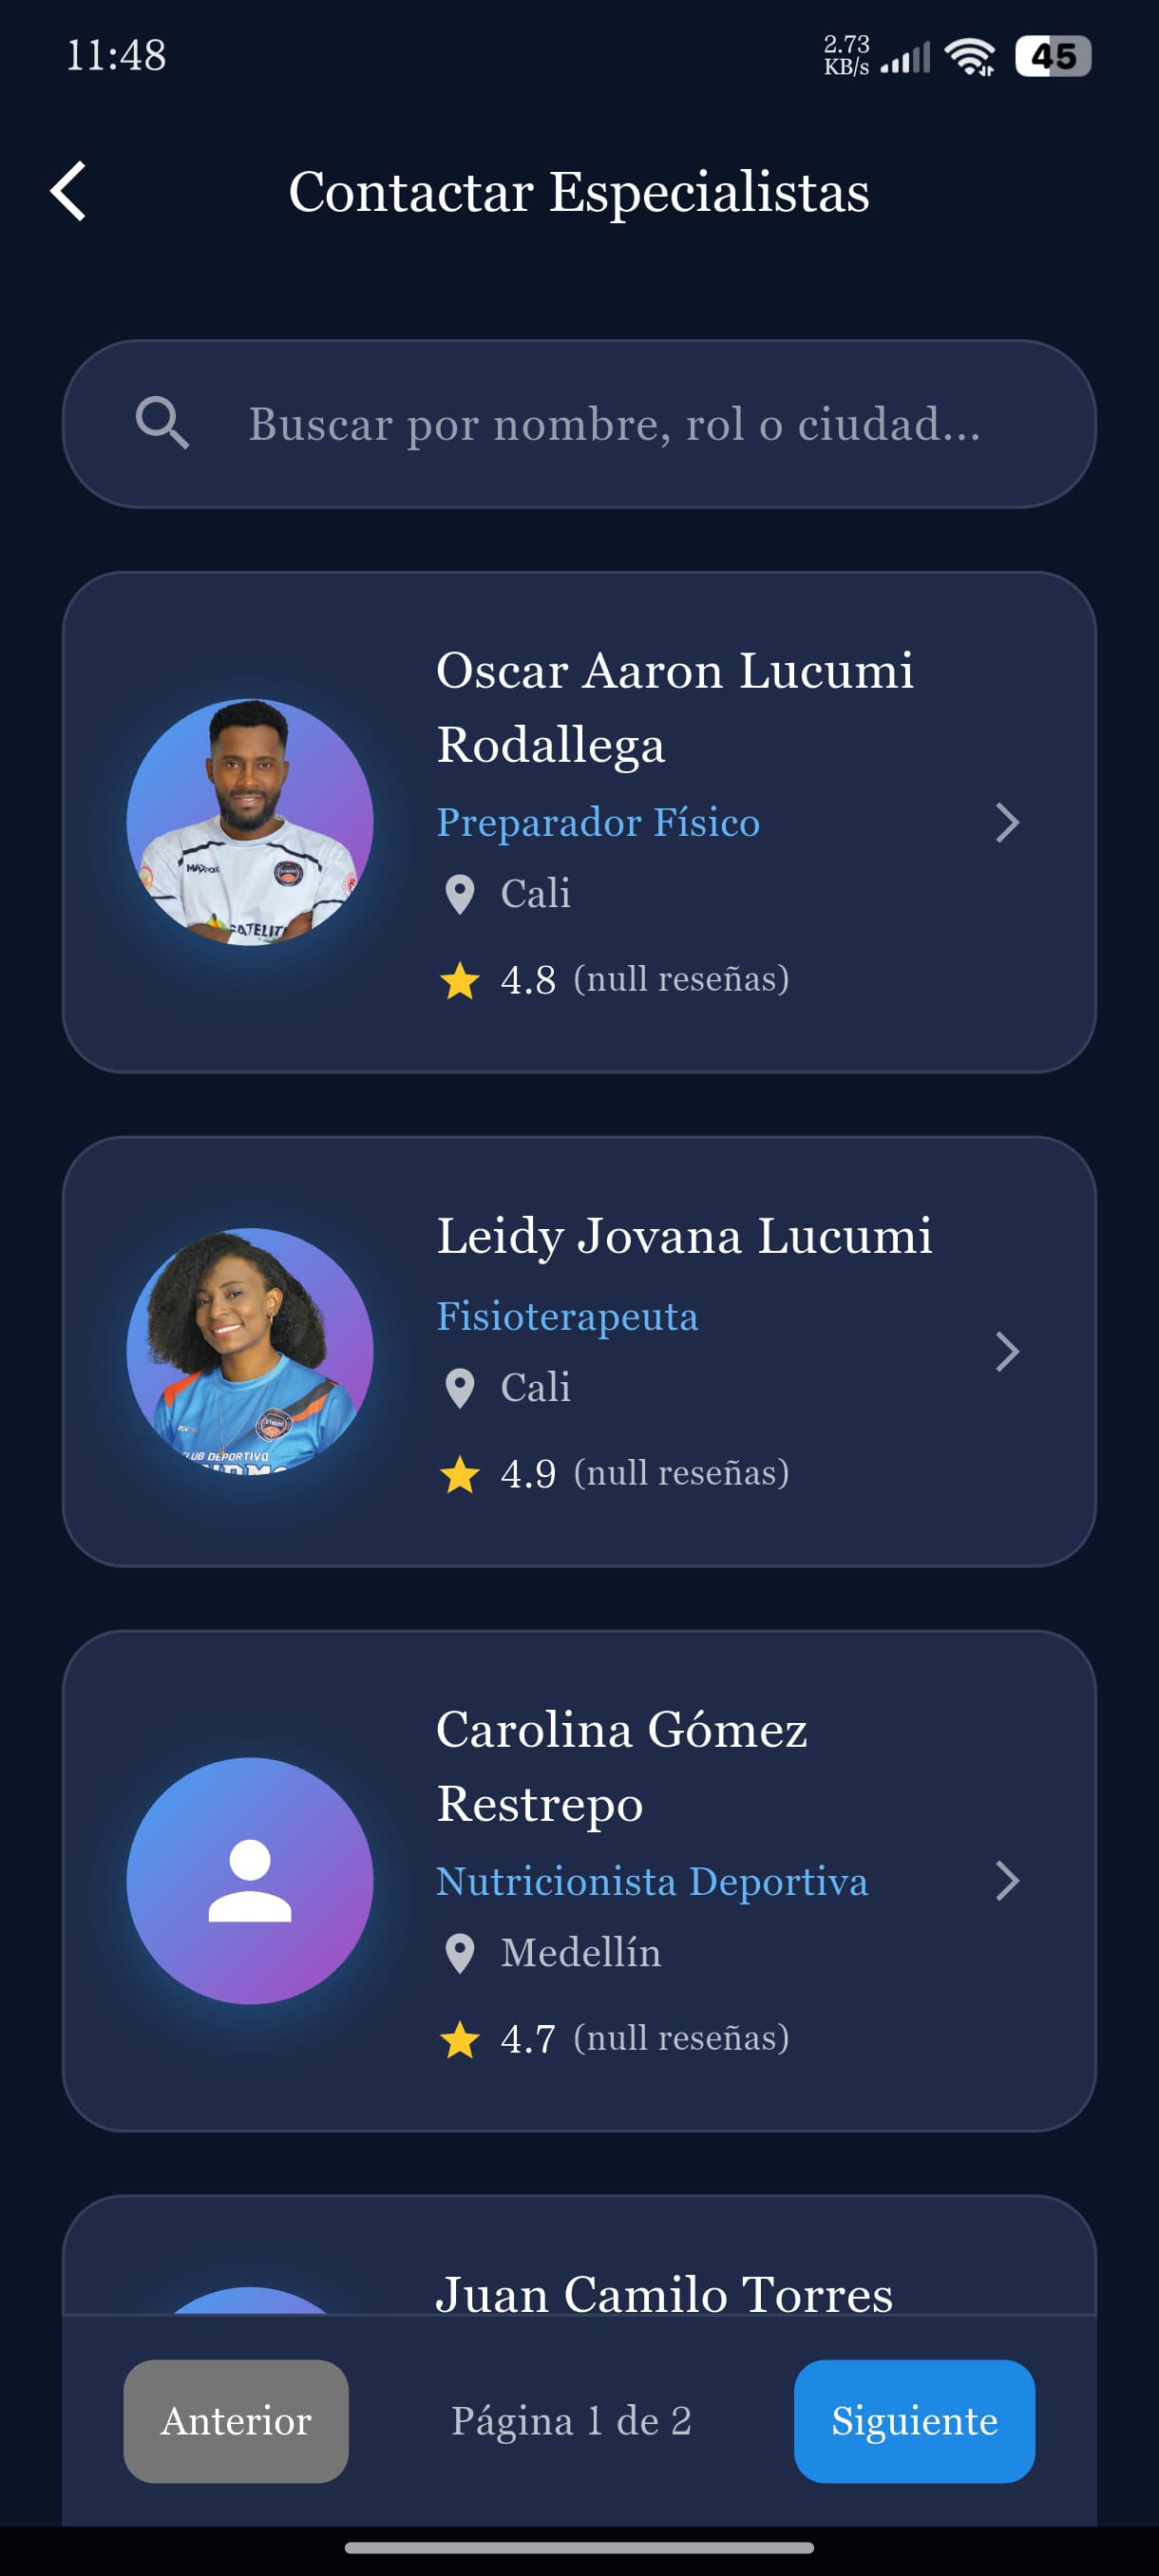 11:48
2.73
KB/s
45
Contactar Especialistas
Buscar por nombre, rol o ciudad...
Oscar Aaron Lucumi
Rodallega
Preparador Físico
Cali
4.8 (null reseñas)
Leidy Jovana Lucumi
Fisioterapeuta
CLUB DEPORTIVO
Cali
4.9 (null reseñas)
Carolina Gómez
Restrepo
Nutricionista Deportiva
Medellín
4.7 (null reseñas)
Juan Camilo Torres
Anterior
Página 1 de 2
Siguiente